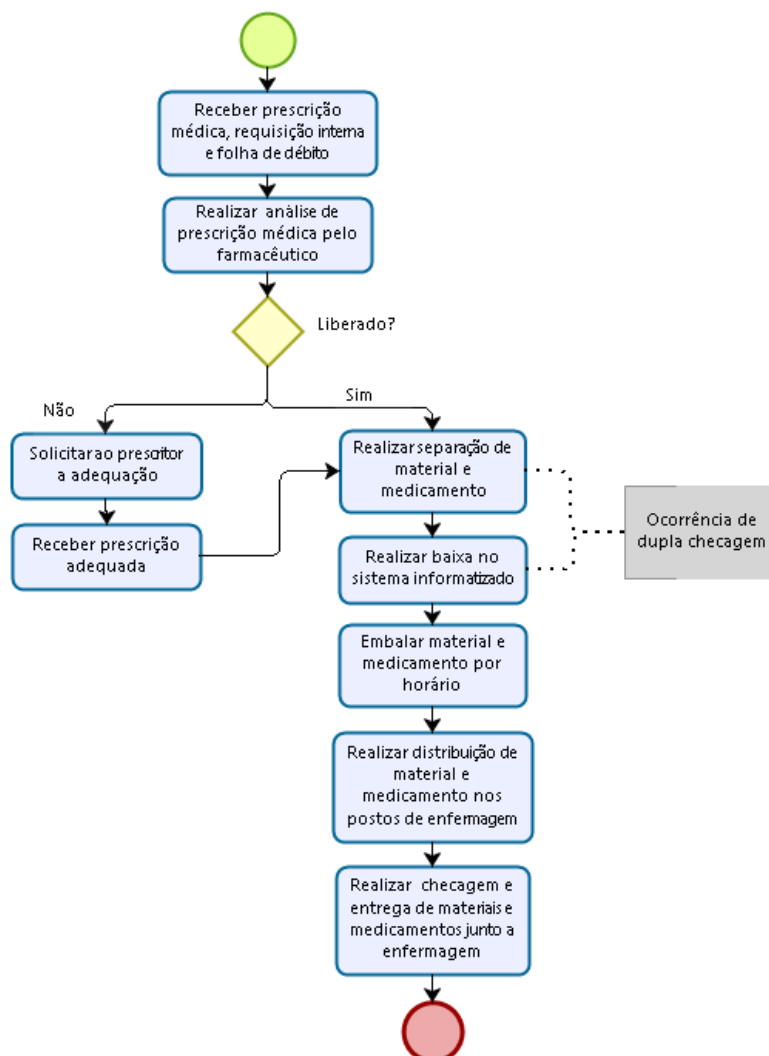 Receber prescrição
médica, requisição interna
e folha de débito
Realizar análise de
prescrição médica pelo
farmacêutico
Liberado?
Não
Sim
Solicitar ao prescritor
a adequação
Receber prescrição
adequada
Realizar separação de
material e
medicamento
Realizar baixa no
sistema informatizado
Ocorrência de
dupla checagem
Embalar material e
medicamento por
horário
Realizar distribuição de
material e
medicamento nos
postos de enfermagem
Realizar checagem e
entrega de materiais e
medicamentos junto a
enfermagem